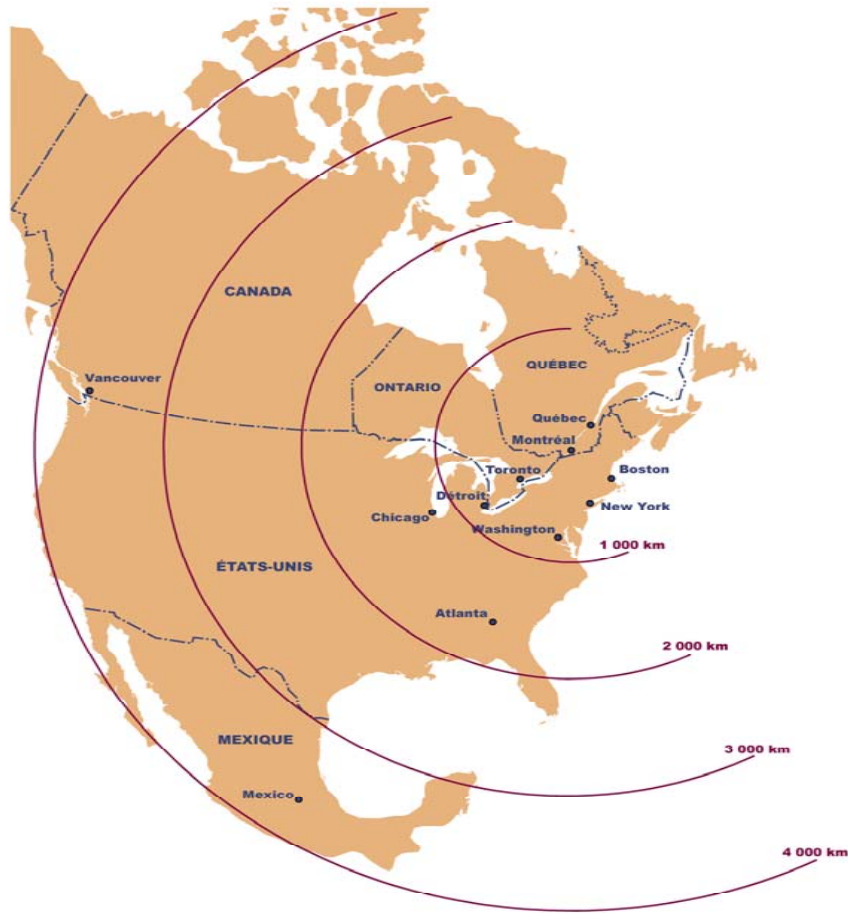 CANADA
QUÉBEC
Vancouver
ONTARIO
Québec
Montréal
Toronto
Boston
Détroit
New York
Chicago
Washington
1 000 km
ÉTATS-UNIS
Atlanta
2 000 km
MEXIQUE
3 000 km
Mexico
4 000 km